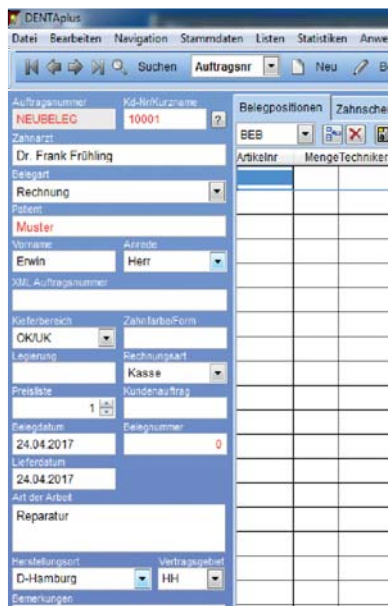 DENTAplus
Datei Bearbeiten Navigation Stammdaten Listen Statistiken Anwe
Suchen Auftragsnr Neu B
Auftragsnummer Kd-Nr/Kurzname
NEUBELEG 10001 ?
Zahnarzt
Dr. Frank Frühling
Belegart
Rechnung
Patient
Muster
Vorname Anrede
Erwin Herr
XML Auftragsnummer
Kieferbereich Zahnfarbe/Form
OK/UK
Legierung Rechnungsart
Kasse
Preisliste Kundenauftrag
1
Belegdatum Belegnummer
24.04.2017 0
Lieferdatum
24.04.2017
Art der Arbeit
Reparatur
Herstellungsort Vertragsgebiet
D-Hamburg HH
Bemerkungen
Belegpositionen Zahnsche
BEB
Artikelnr Menge Techniker